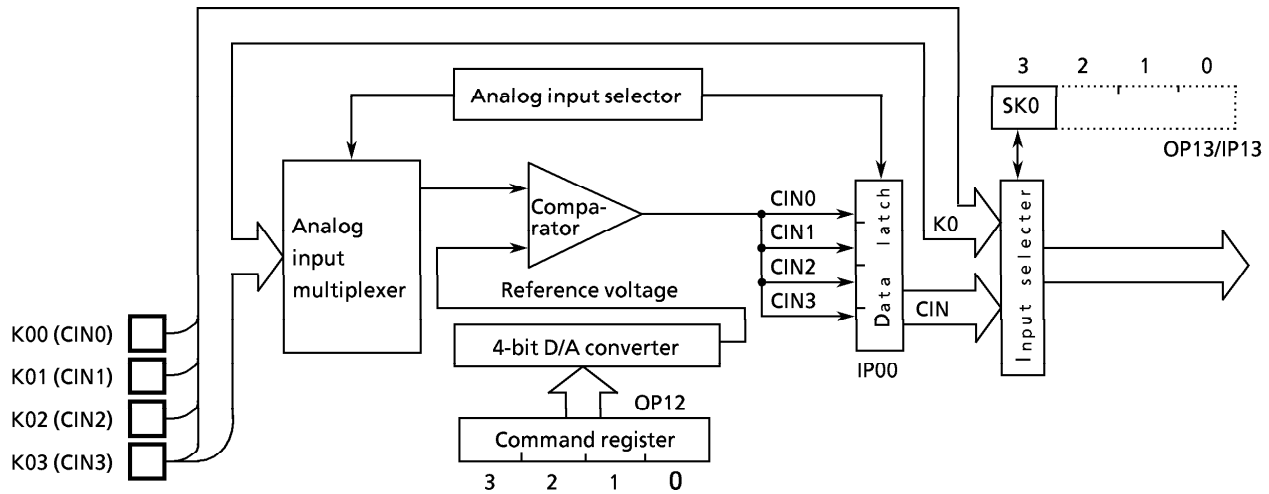 3 2 1 0
Analog input selector
SK0
OP13/IP13
Analog
input
multiplexer
Compa-
rator
CIN0
CIN1
CIN2
CIN3
Data latch
K0
CIN
Input selecter
Reference voltage
K00 (CIN0)
K01 (CIN1)
K02 (CIN2)
K03 (CIN3)
4-bit D/A converter
IP00
OP12
Command register
3 2 1 0